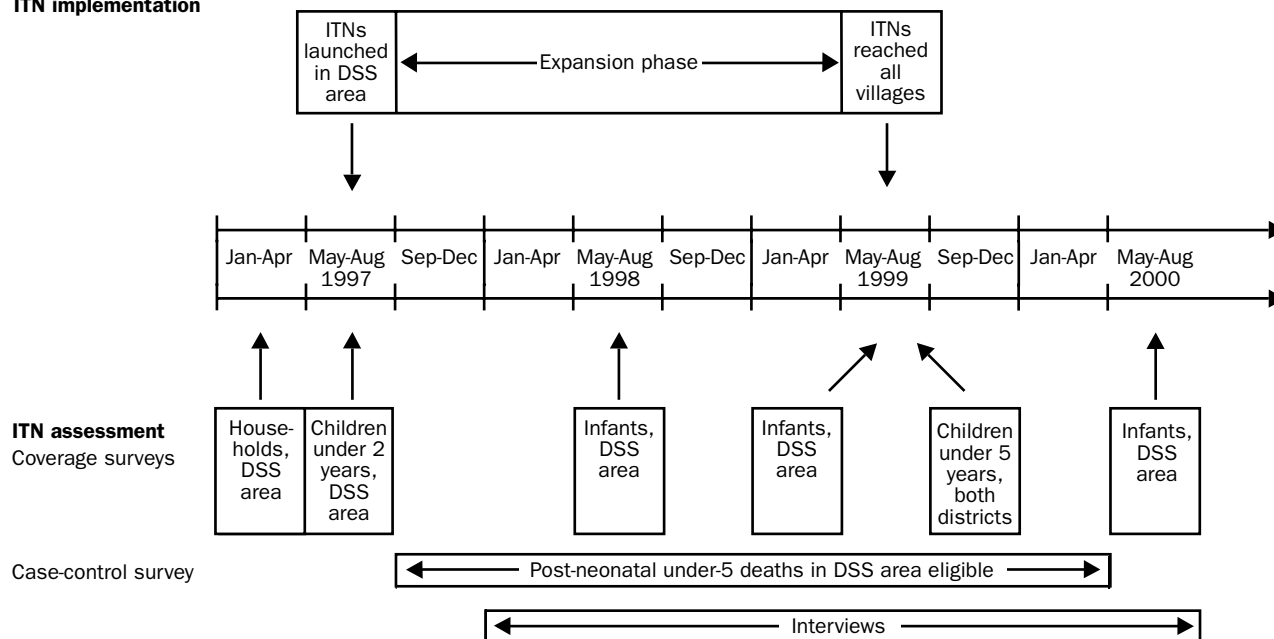 ITN implementation
ITNs
launched
in DSS
area
Expansion phase
ITNs
reached
all
villages
Jan-Apr May-Aug Sep-Dec Jan-Apr May-Aug Sep-Dec Jan-Apr May-Aug Sep-Dec Jan-Apr May-Aug
1997 1998 1999 2000
ITN assessment
Coverage surveys
House-
holds,
DSS
area
Children
under 2
years,
DSS
area
Infants,
DSS
area
Infants,
DSS
area
Children
under 5
years,
both
districts
Infants,
DSS
area
Case-control survey
Post-neonatal under-5 deaths in DSS area eligible
Interviews